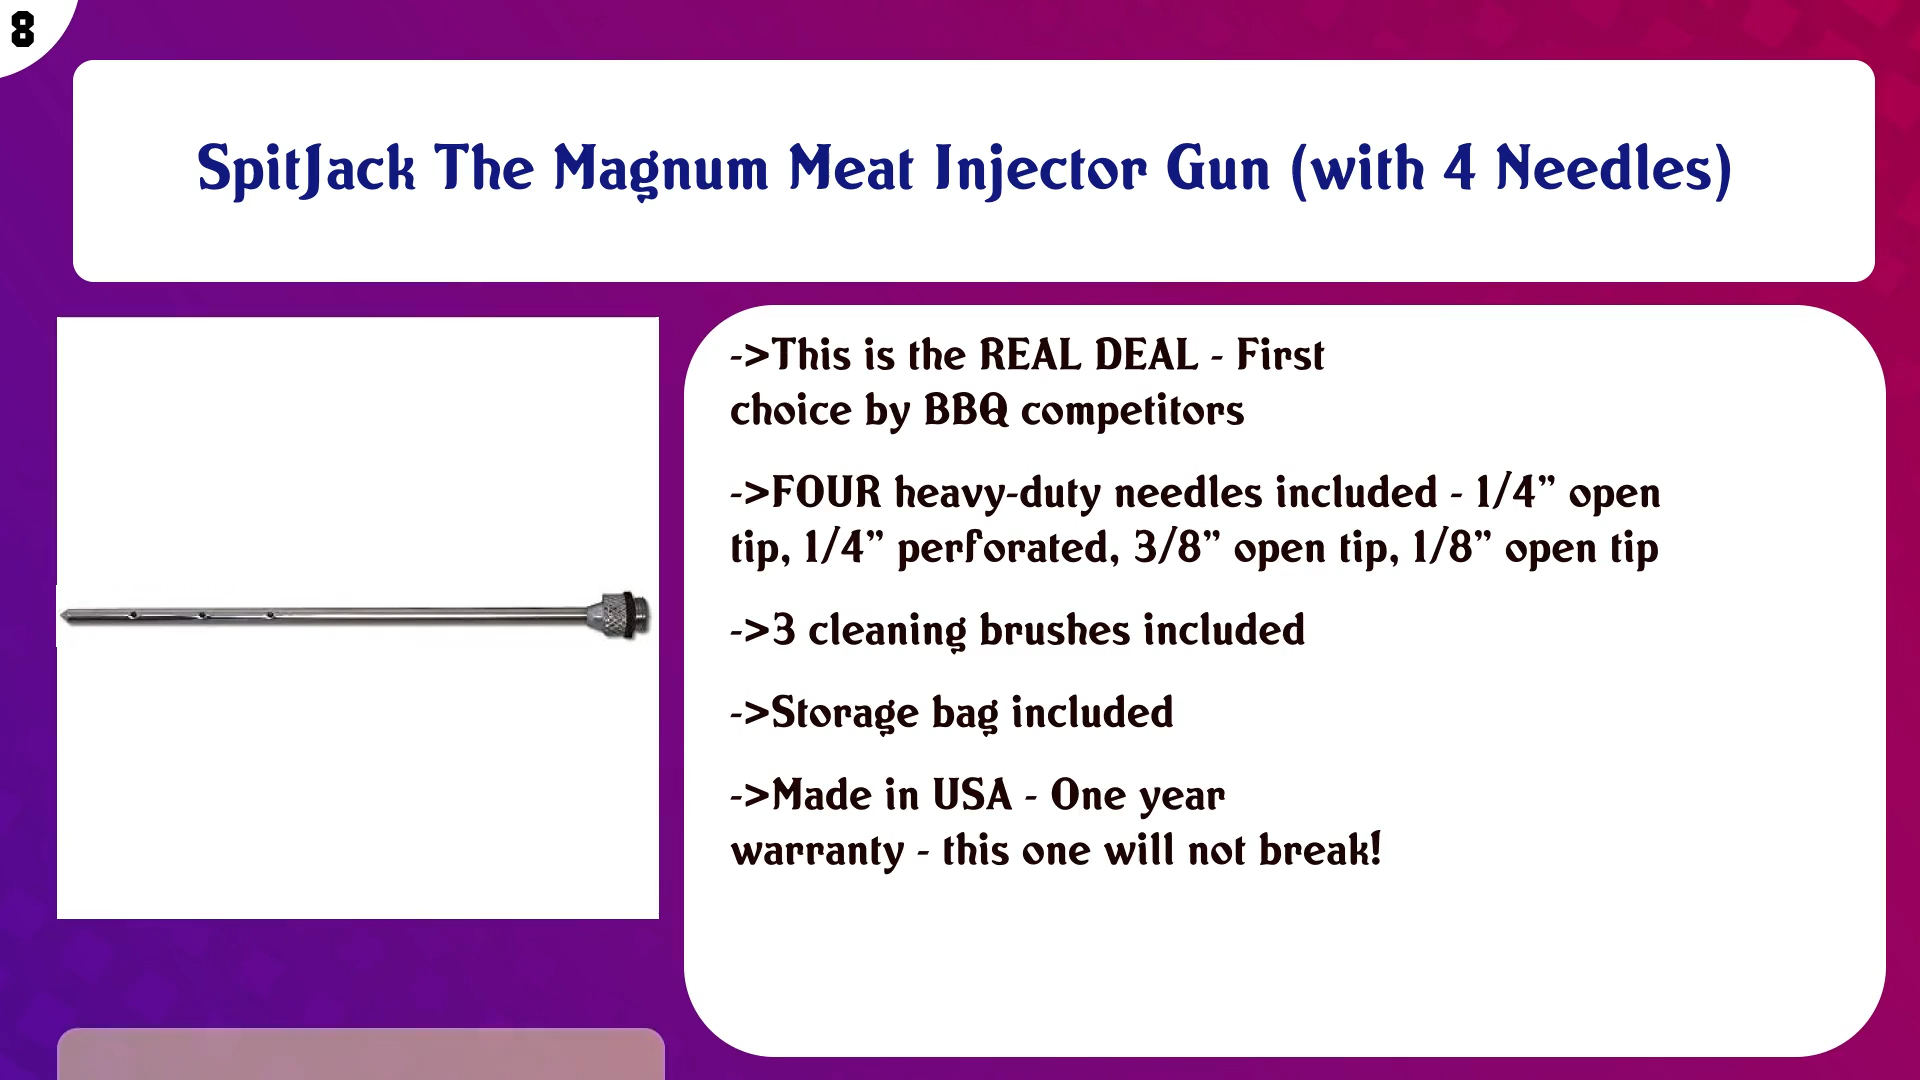 8
SpitJack The Magnum Meat Injector Gun (with 4 Needles)
->This is the REAL DEAL - First
choice by BBQ competitors
->FOUR heavy-duty needles included - 1/4” open
tip, 1/4” perforated, 3/8” open tip, 1/8” open tip
->3 cleaning brushes included
->Storage bag included
->Made in USA - One year
warranty - this one will not break!